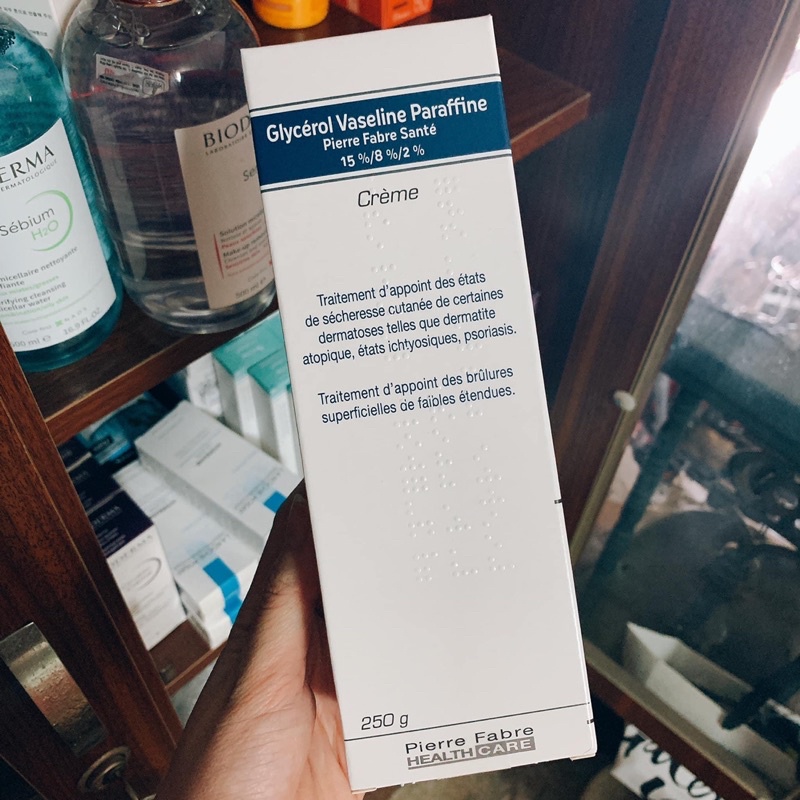 Glycérol Vaseline Paraffine
Pierre Fabre Santé
15 %/8 %/2 %
Crème
Traitement d'appoint des états
de sécheresse cutanée de certaines
dermatoses telles que dermatite
atopique, états ichtyosiques, psoriasis.
Traitement d'appoint des brûlures
superficielles de faibles étendues.
250 g
Pierre Fabre
HEALTH CARE
ERMA
Sébium
H2O
micellaire nettoyante
BIOD